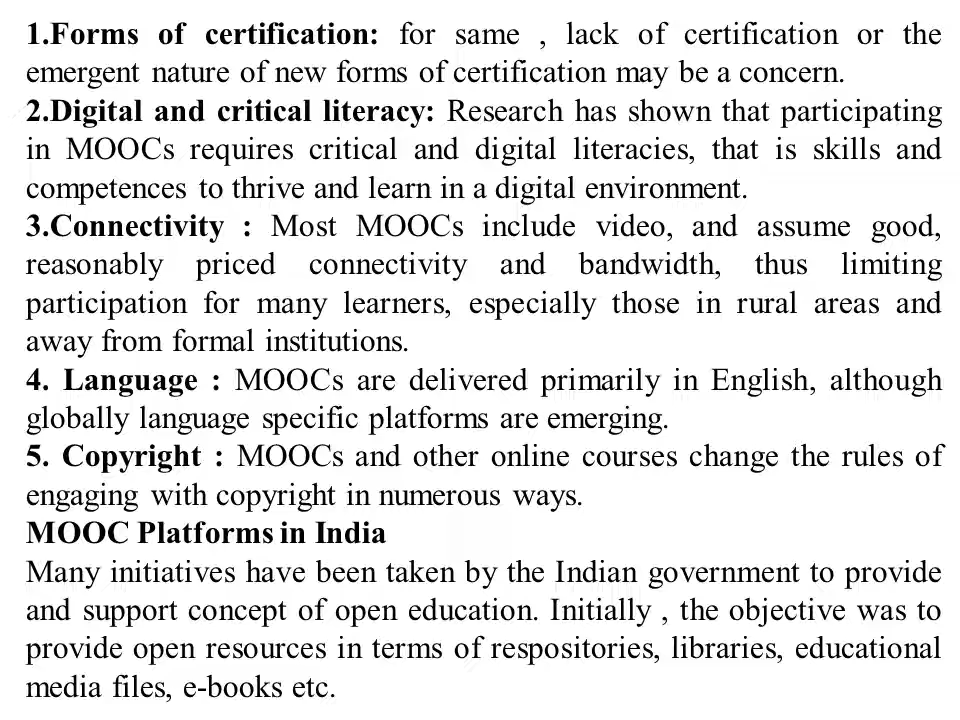 1.Forms of certification: for same , lack of certification or the
emergent nature of new forms of certification may be a concern.
2.Digital and critical literacy: Research has shown that participating
in MOOCs requires critical and digital literacies, that is skills and
competences to thrive and learn in a digital environment.
3.Connectivity : Most MOOCs include video, and assume good,
reasonably priced connectivity and bandwidth, thus limiting
participation for many learners, especially those in rural areas and
away from formal institutions.
4. Language : MOOCs are delivered primarily in English, although
globally language specific platforms are emerging.
5. Copyright : MOOCs and other online courses change the rules of
engaging with copyright in numerous ways.
MOOC Platforms in India
Many initiatives have been taken by the Indian government to provide
and support concept of open education. Initially , the objective was to
provide open resources in terms of respositories, libraries, educational
media files, e-books etc.